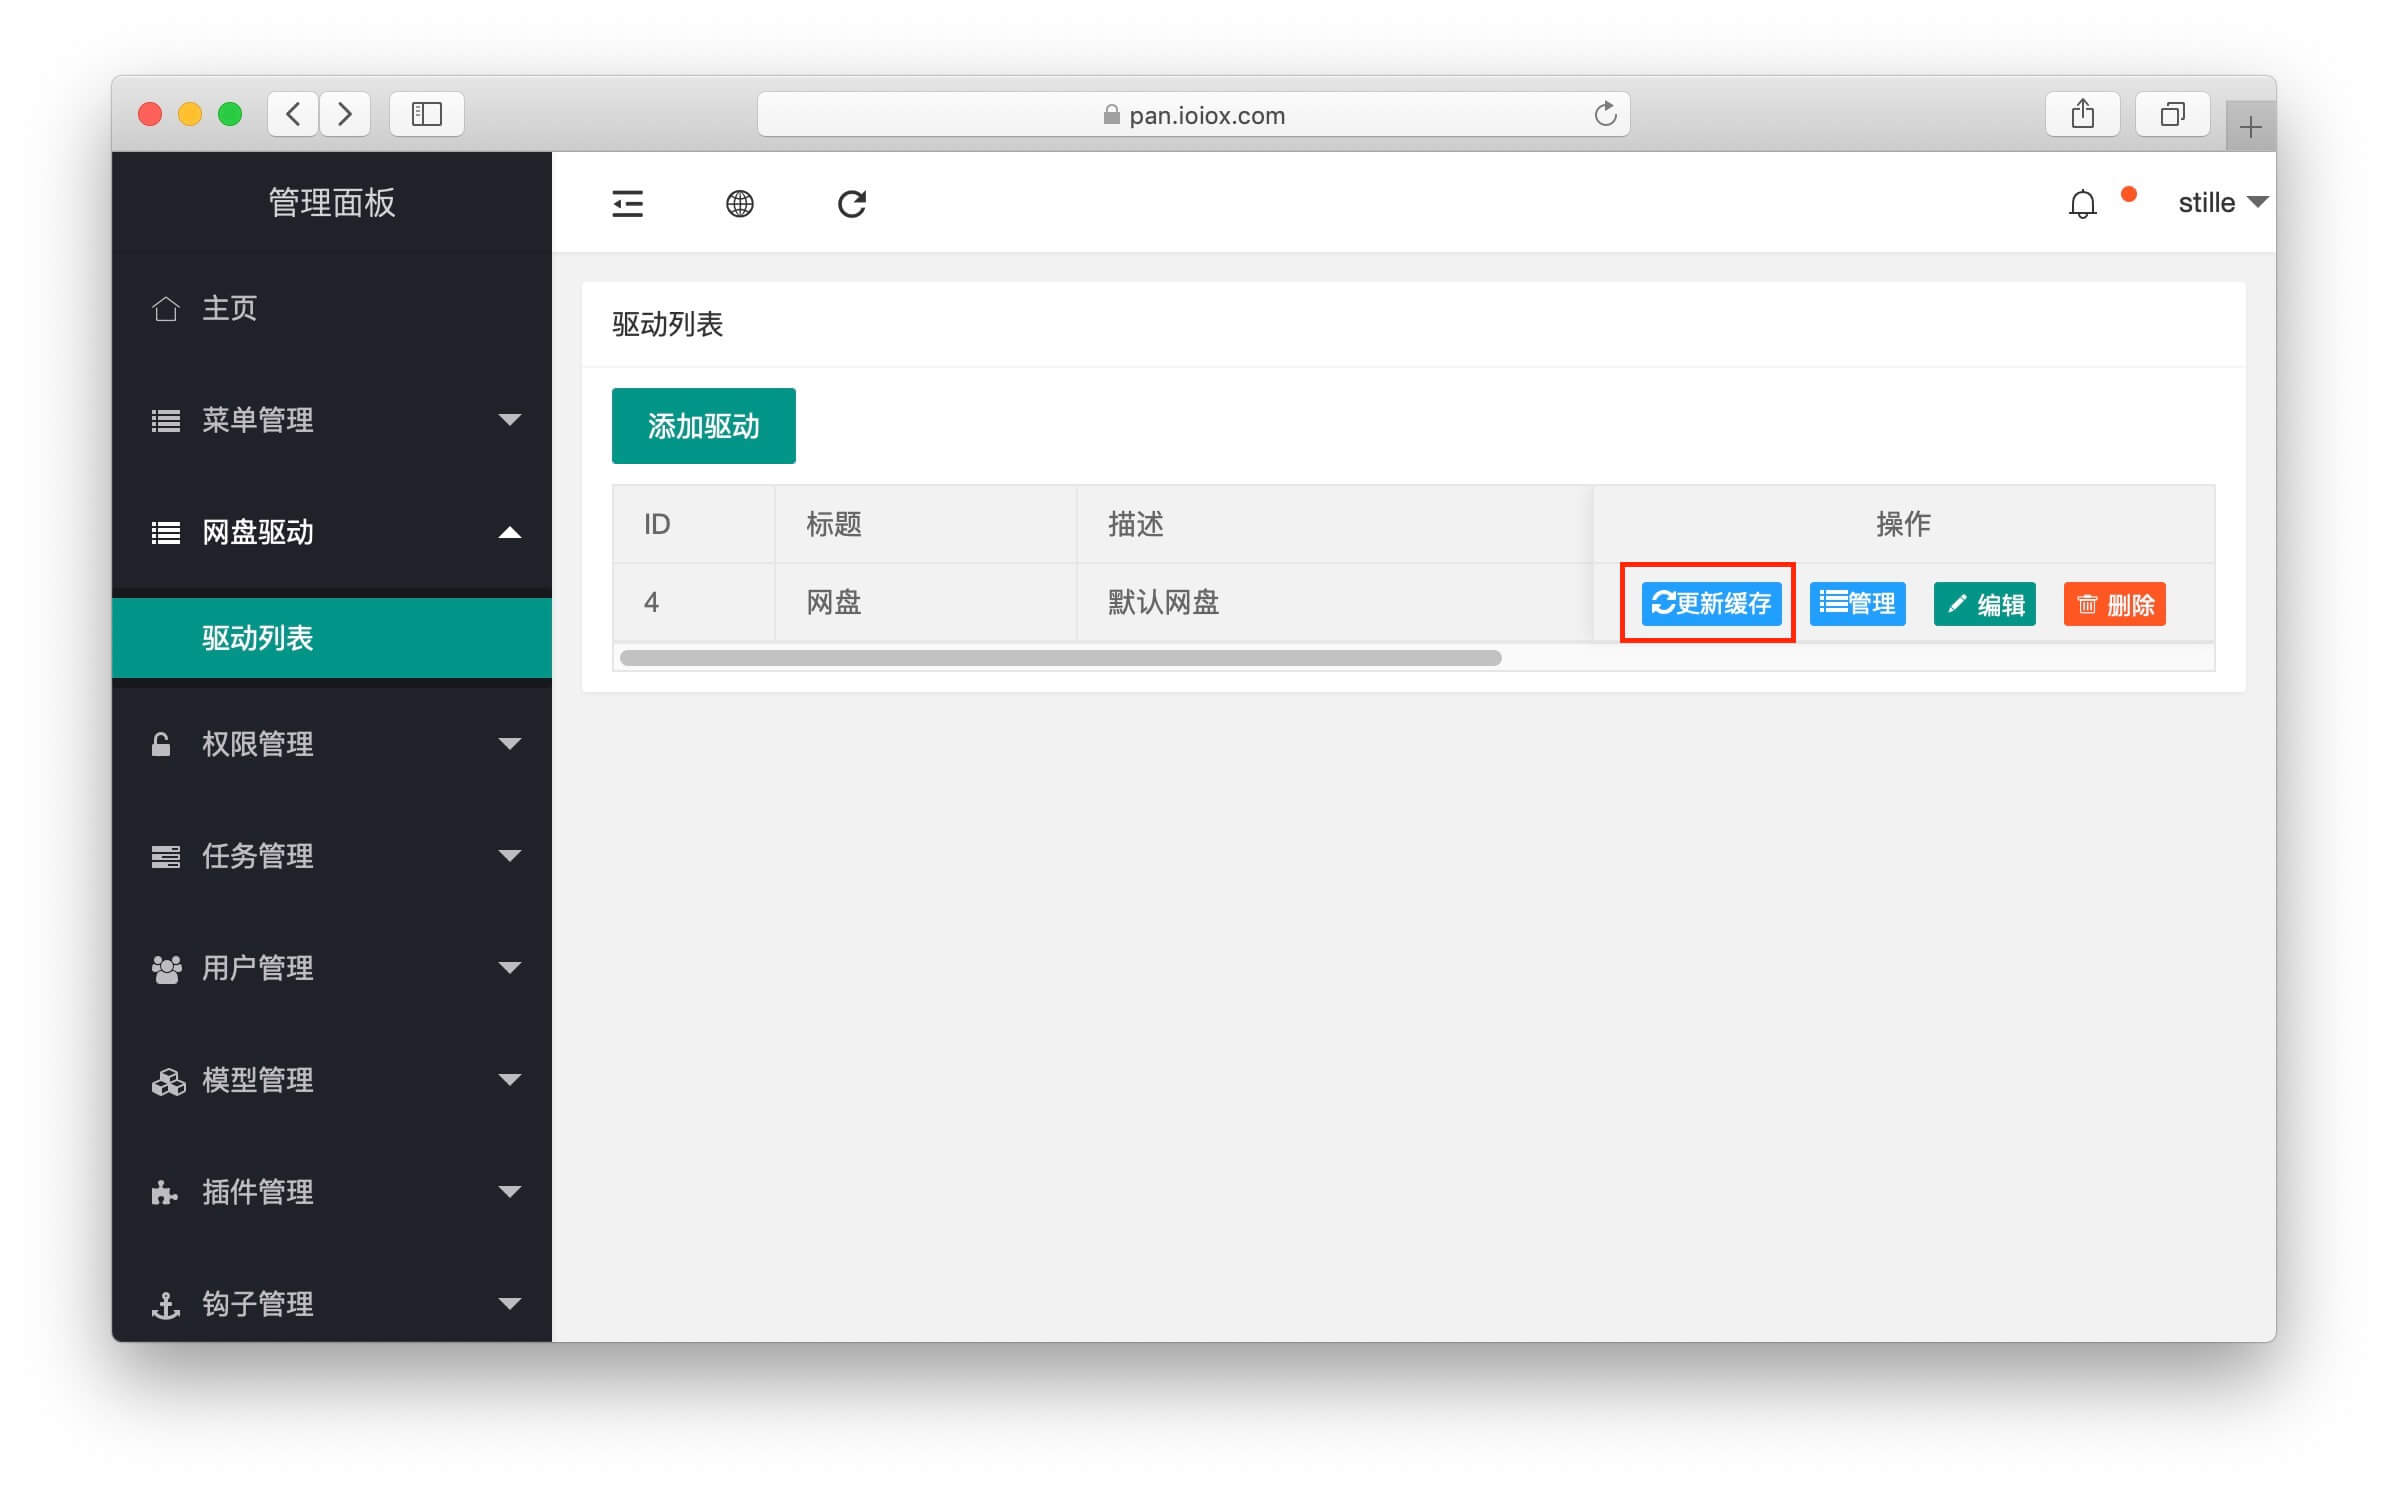 pan.ioiox.com
管理面板
stille
主页
菜单管理
网盘驱动
驱动列表
权限管理
任务管理
用户管理
模型管理
插件管理
钩子管理
驱动列表
添加驱动
ID 标题 描述 操作
4 网盘 默认网盘 更新缓存 管理 编辑 删除